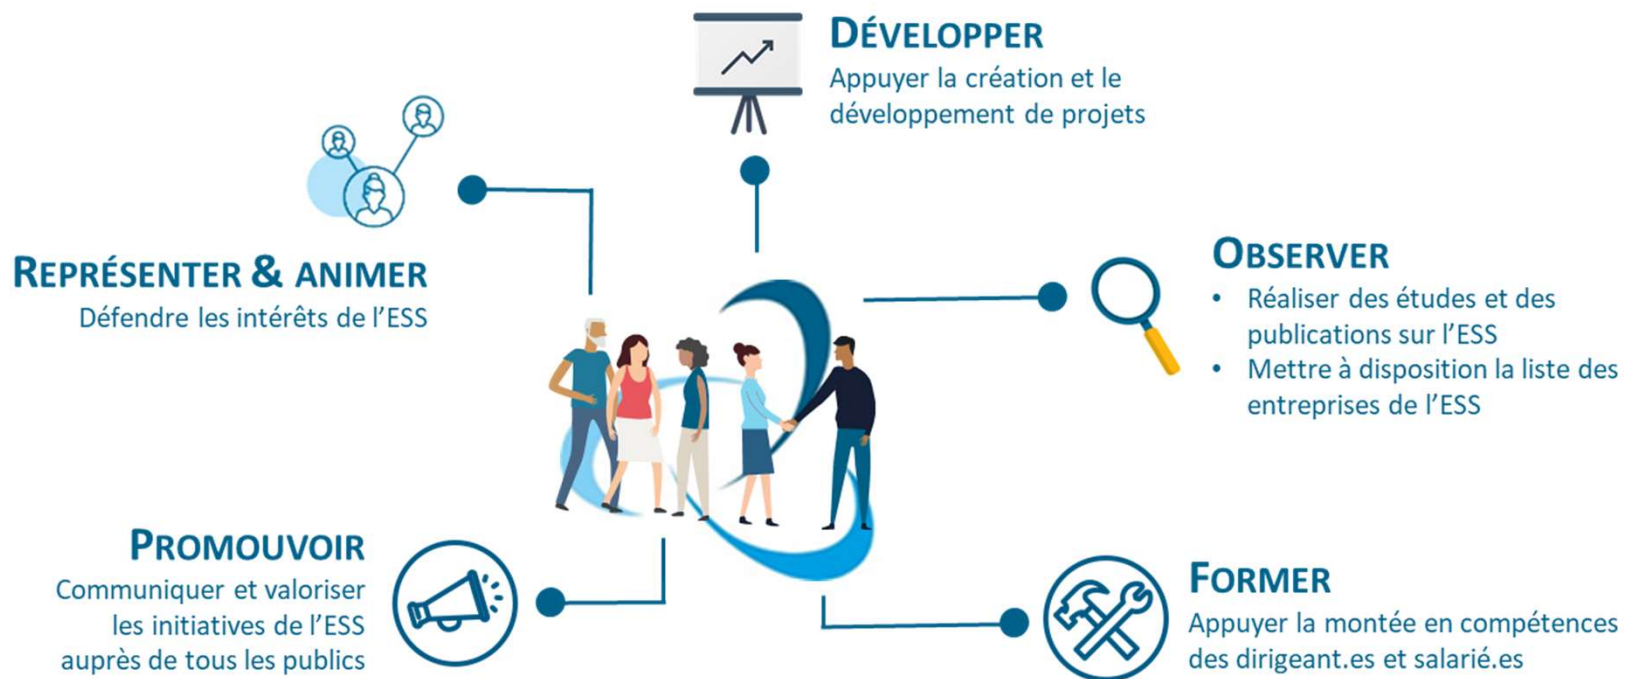 DÉVELOPPER
Appuyer la création et le
développement de projets
REPRÉSENTER & ANIMER
Défendre les intérêts de l’ESS
OBSERVER
• Réaliser des études et des
publications sur l’ESS
• Mettre à disposition la liste des
entreprises de l’ESS
PROMOUVOIR
Communiquer et valoriser
les initiatives de l’ESS
auprès de tous les publics
FORMER
Appuyer la montée en compétences
des dirigeant.es et salarié.es